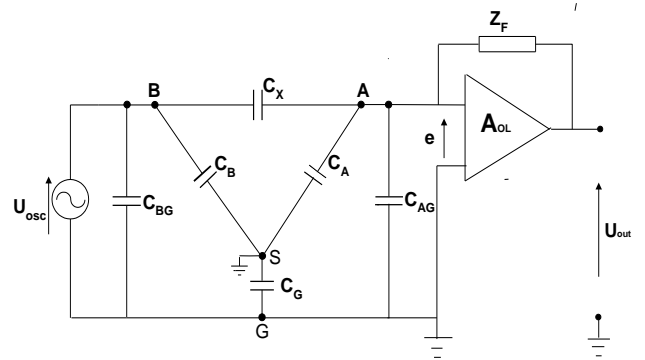 Z_F
B
C_X
A
e
A_OL
C_B
C_A
U_osc
C_BG
C_AG
S
U_out
C_G
G